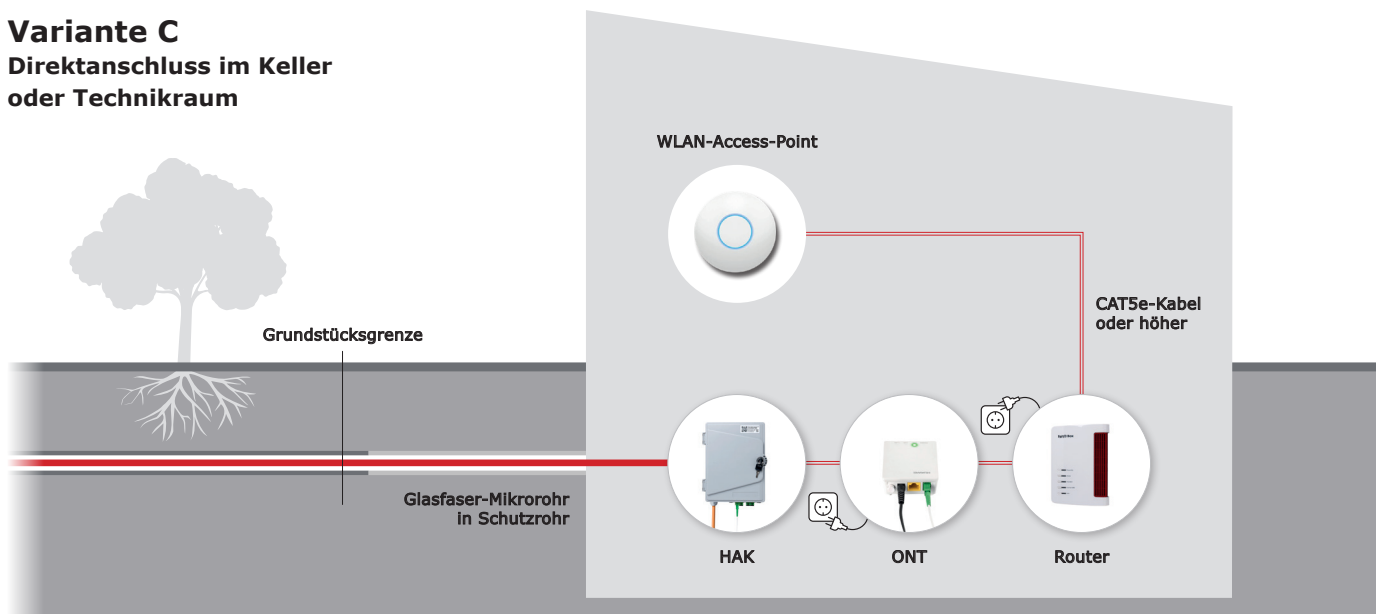 Variante C
Direktanschluss im Keller
oder Technikraum
WLAN-Access-Point
CAT5e-Kabel
oder höher
Grundstücksgrenze
Glasfaser-Mikrorohr
in Schutzrohr
HAK
ONT
Router